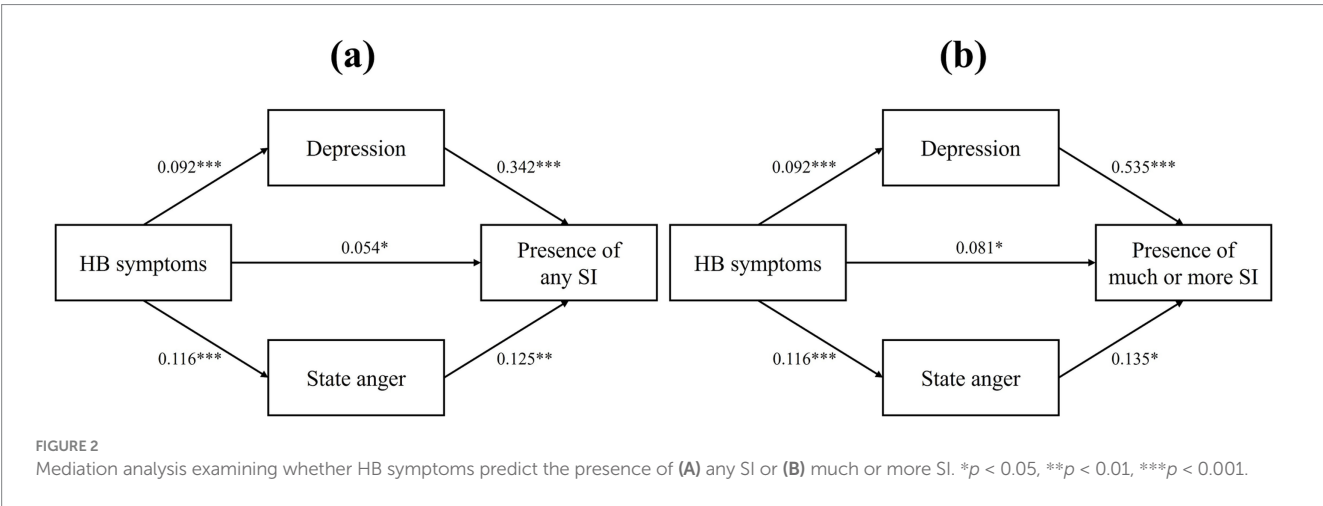 (a)
Depression
0.092***
0.342***
HB symptoms
0.054*
Presence of
any SI
0.116***
0.125**
State anger
(b)
Depression
0.092***
0.535***
HB symptoms
0.081*
Presence of
much or more SI
0.116***
0.135*
State anger
FIGURE 2
Mediation analysis examining whether HB symptoms predict the presence of (A) any SI or (B) much or more SI. *p < 0.05, **p < 0.01, ***p < 0.001.